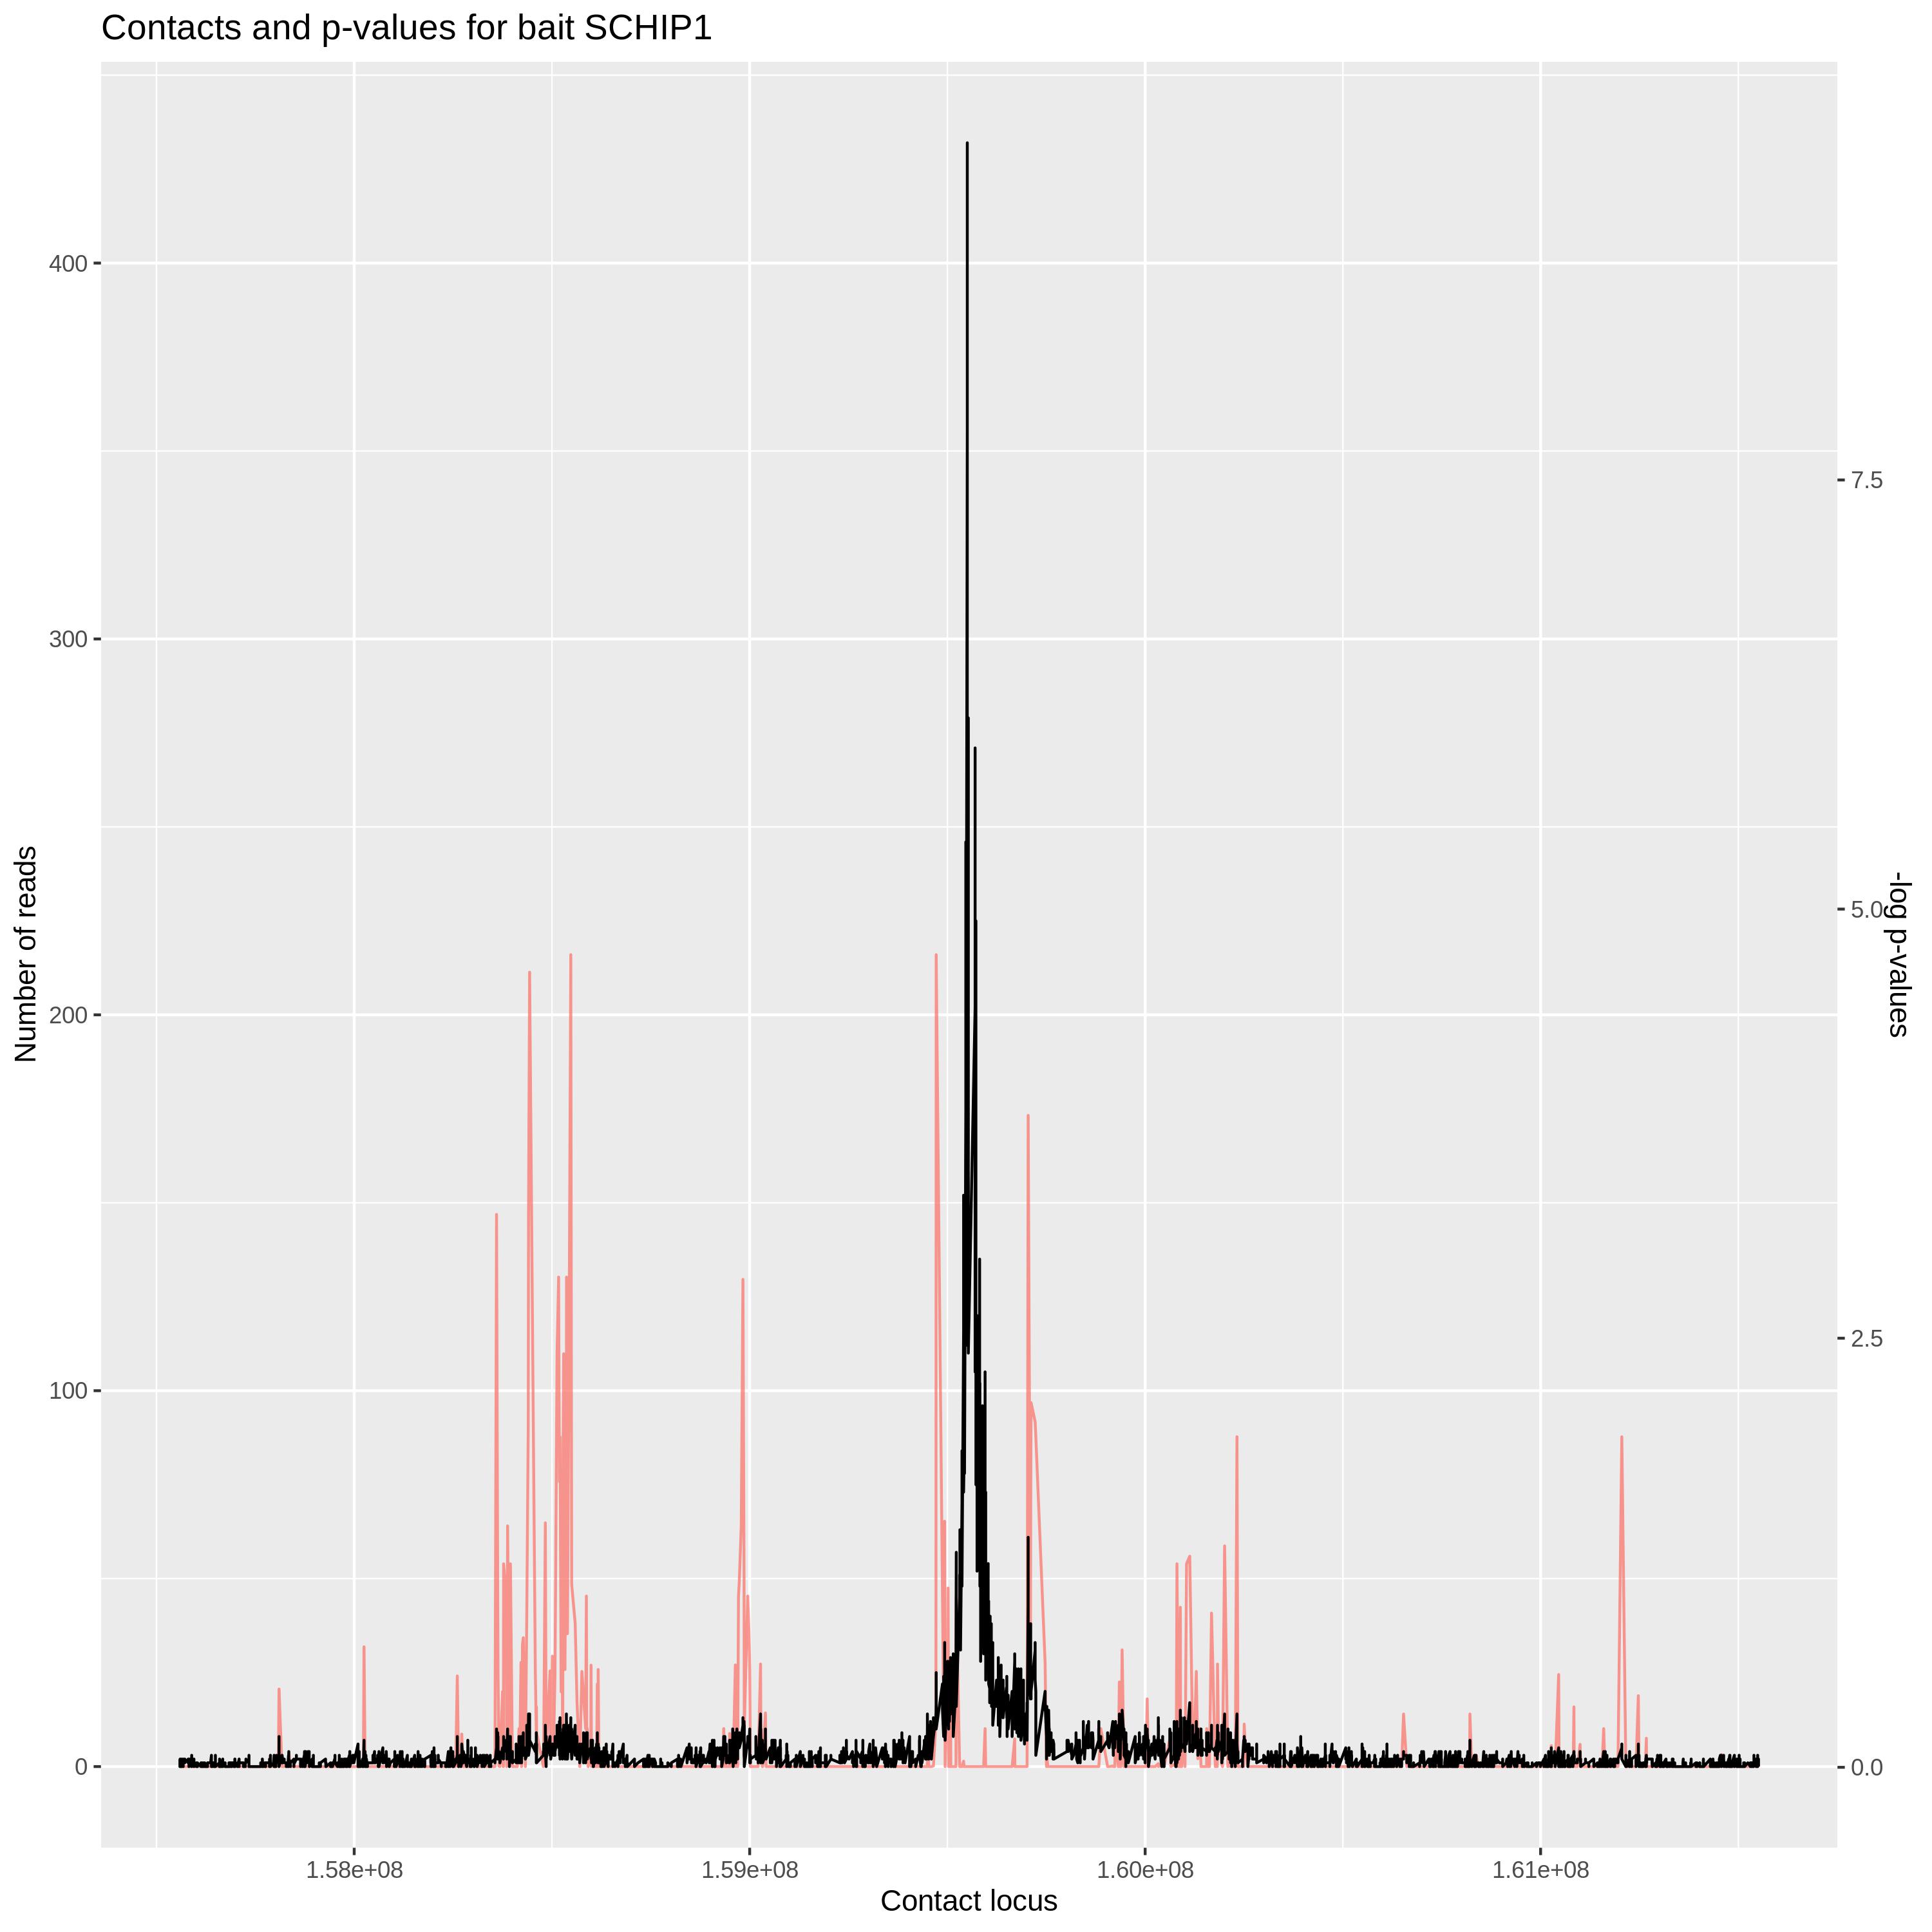 Contacts and p-values for bait SCHIP1
400
300
200
100
0
Number of reads
7.5
5.0
2.5
0.0
-log p-values
1.58e+08
1.59e+08
1.60e+08
1.61e+08
Contact locus